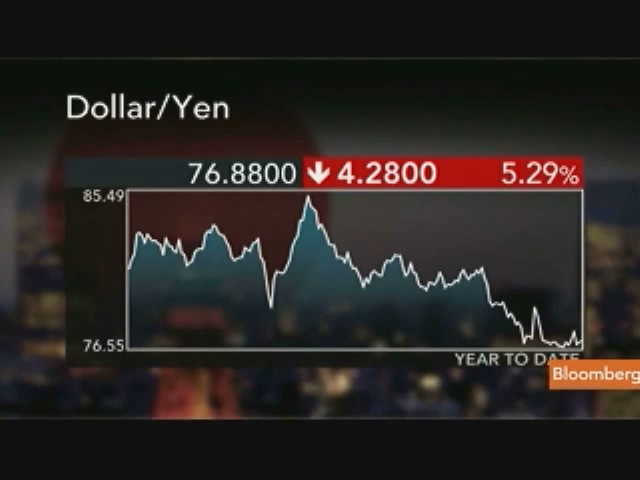 Dollar/Yen
76.8800 ↓ 4.2800 5.29%
85.49
76.55
YEAR TO DATE
Bloomberg